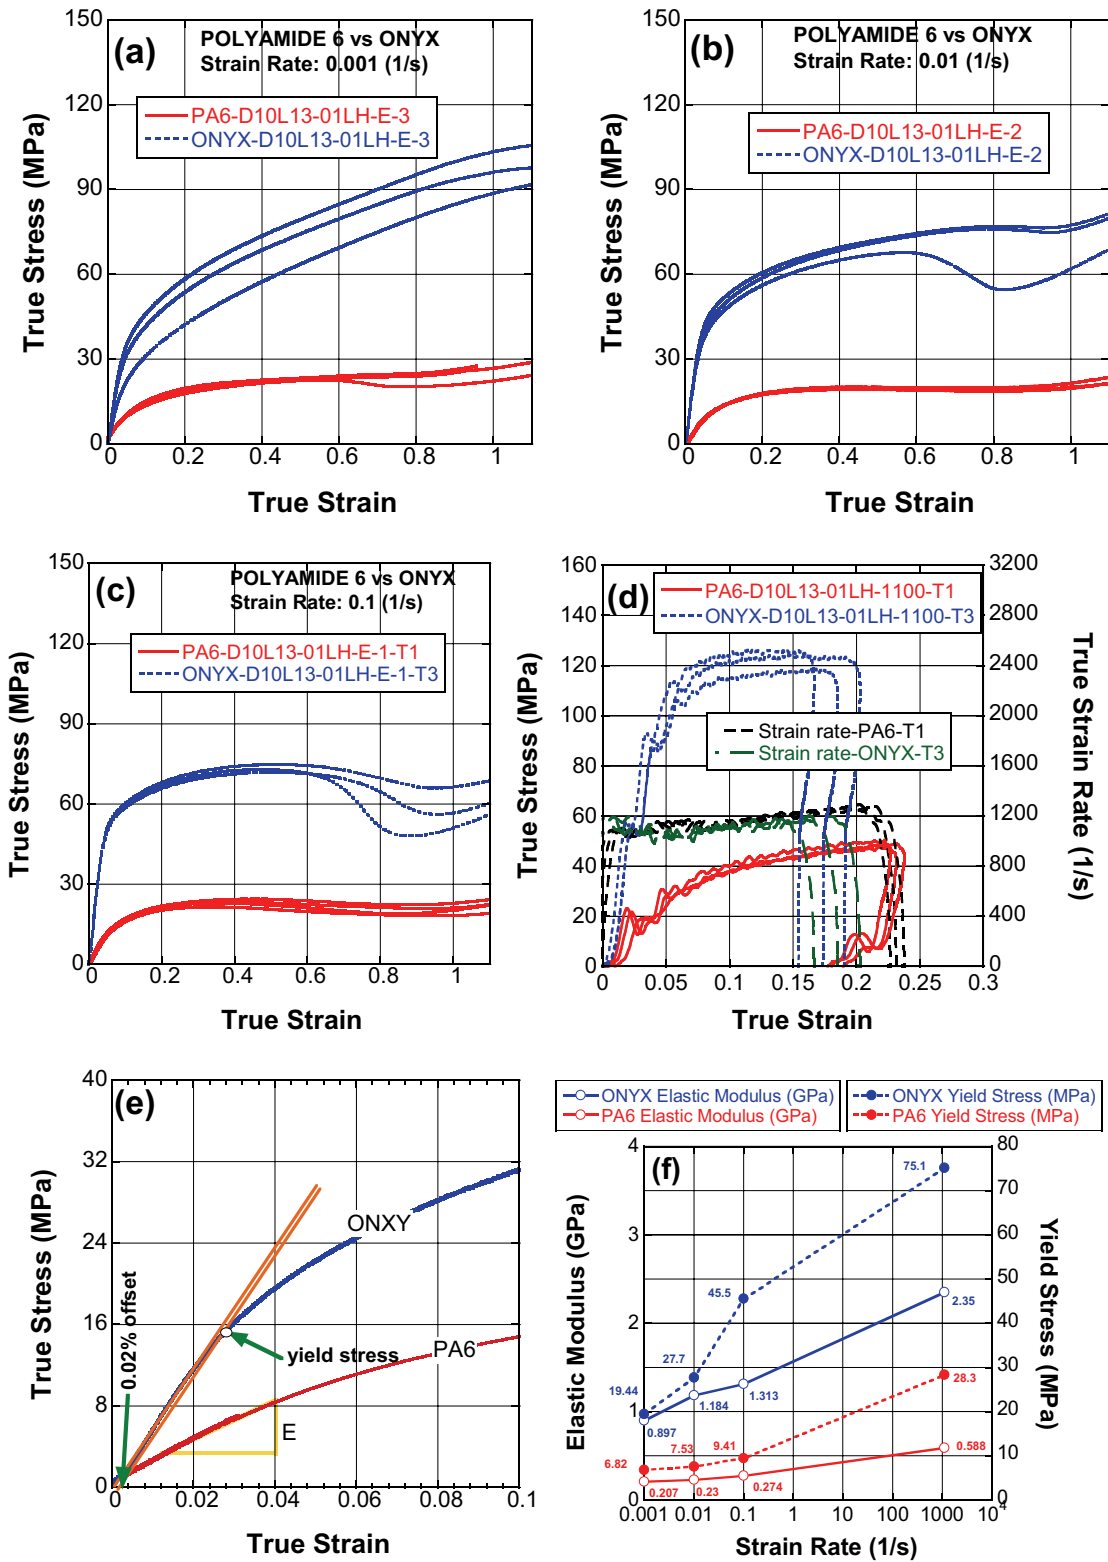 (a)
POLYAMIDE 6 vs ONYX
Strain Rate: 0.001 (1/s)
PA6-D10L13-01LH-E-3
ONYX-D10L13-01LH-E-3
True Stress (MPa)
150
120
90
60
30
0
0 0.2 0.4 0.6 0.8 1
True Strain
(b)
POLYAMIDE 6 vs ONYX
Strain Rate: 0.01 (1/s)
PA6-D10L13-01LH-E-2
ONYX-D10L13-01LH-E-2
True Stress (MPa)
150
120
90
60
30
0
0 0.2 0.4 0.6 0.8 1
True Strain
(c)
POLYAMIDE 6 vs ONYX
Strain Rate: 0.1 (1/s)
PA6-D10L13-01LH-E-1-T1
ONYX-D10L13-01LH-E-1-T3
True Stress (MPa)
150
120
90
60
30
0
0 0.2 0.4 0.6 0.8 1
True Strain
(d)
PA6-D10L13-01LH-1100-T1
ONYX-D10L13-01LH-1100-T3
Strain rate-PA6-T1
Strain rate-ONYX-T3
True Stress (MPa)
160
140
120
100
80
60
40
20
0
3200
2800
2400
2000
1600
1200
800
400
0
True Strain Rate (1/s)
0 0.05 0.1 0.15 0.2 0.25 0.3
True Strain
(e)
True Stress (MPa)
40
32
24
16
8
0
0.02% offset
ONXY
yield stress
PA6
E
0 0.02 0.04 0.06 0.08 0.1
True Strain
ONYX Elastic Modulus (GPa)
PA6 Elastic Modulus (GPa)
ONYX Yield Stress (MPa)
PA6 Yield Stress (MPa)
(f)
Elastic Modulus (GPa)
4
3
2
1
0
80
70
60
50
40
30
20
10
0
Yield Stress (MPa)
75.1
45.5
2.35
27.7
19.44
1.313
1.184
0.897
28.3
9.41
7.53
6.82
0.588
0.274
0.23
0.207
0.001 0.01 0.1 1 10 100 1000 10^4
Strain Rate (1/s)